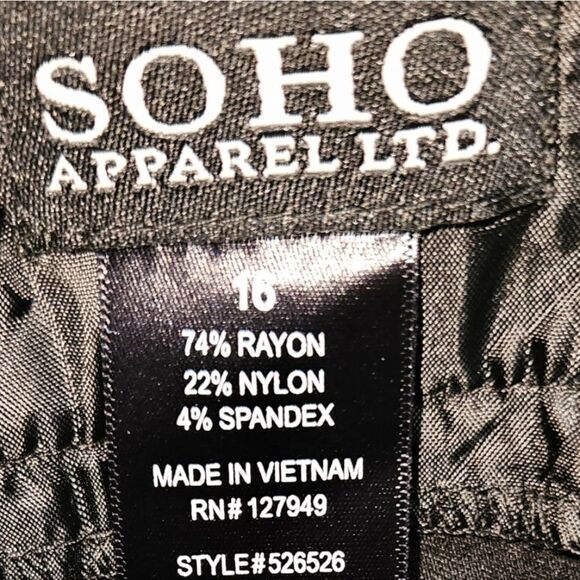 SOHO
APPAREL LTD.
16
74% RAYON
22% NYLON
4% SPANDEX
MADE IN VIETNAM
RN# 127949
STYLE#526526